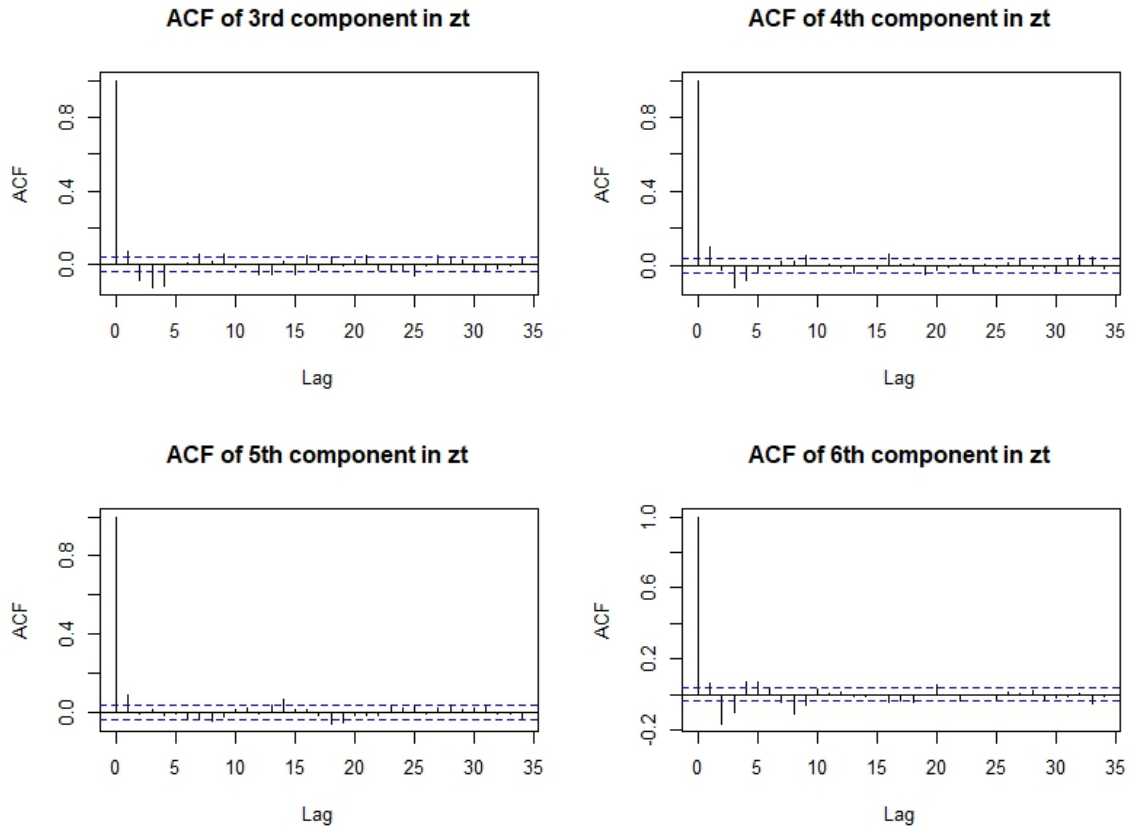 ACF of 3rd component in zt
ACF
0.8
0.4
0.0
0 5 10 15 20 25 30 35
Lag
ACF of 4th component in zt
ACF
0.8
0.4
0.0
0 5 10 15 20 25 30 35
Lag
ACF of 5th component in zt
ACF
0.8
0.4
0.0
0 5 10 15 20 25 30 35
Lag
ACF of 6th component in zt
ACF
1.0
0.6
0.2
-0.2
0 5 10 15 20 25 30 35
Lag